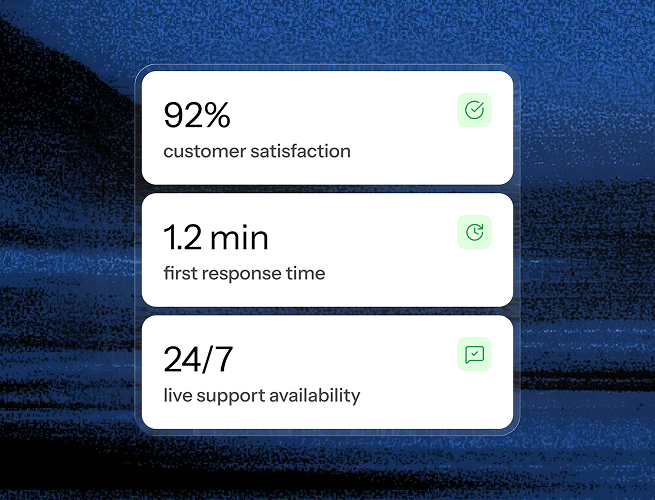 92%
customer satisfaction
1.2 min
first response time
24/7
live support availability